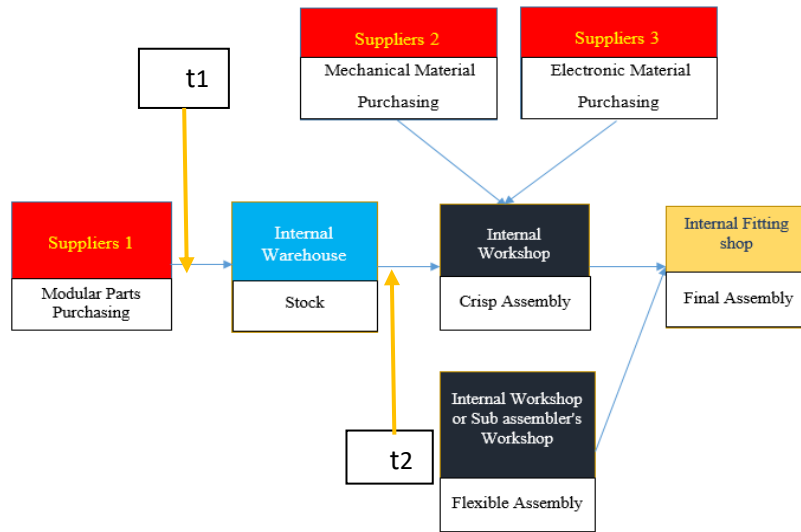 t1
Suppliers 2
Mechanical Material
Purchasing
Suppliers 3
Electronic Material
Purchasing
Suppliers 1
Modular Parts
Purchasing
Internal
Warehouse
Stock
Internal
Workshop
Crisp Assembly
Internal Fitting
shop
Final Assembly
t2
Internal Workshop
or Sub assembler's
Workshop
Flexible Assembly